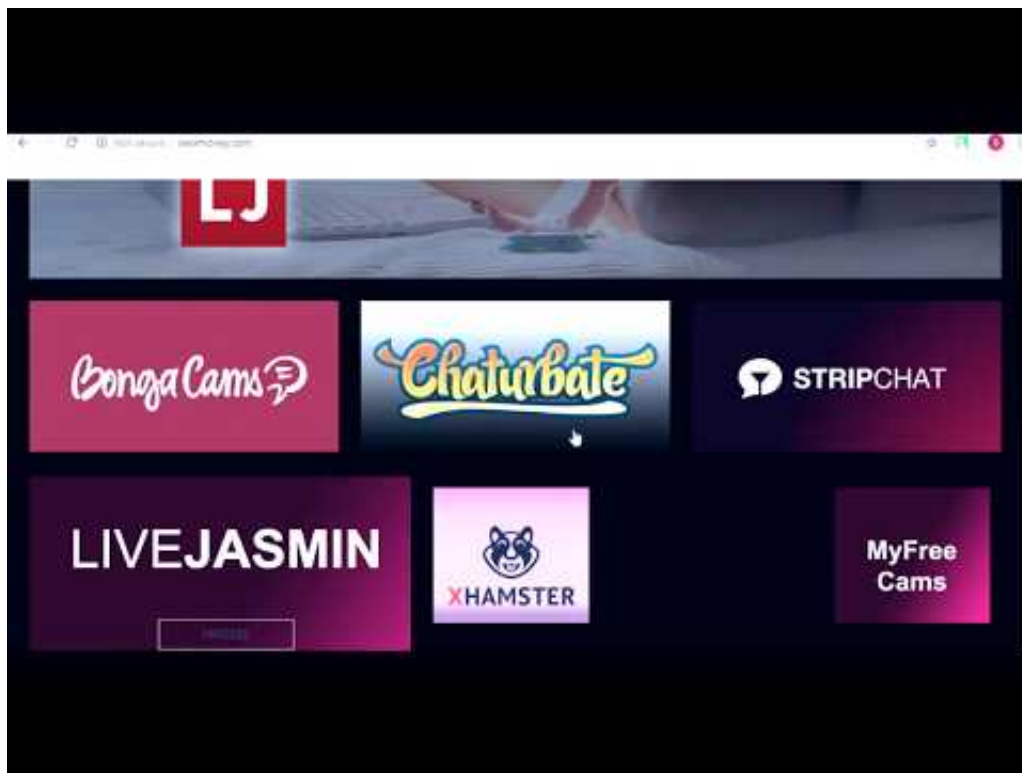 LJ
BongaCams
Chaturbate
STRIPCHAT
LIVEJASMIN
XHAMSTER
MyFree
Cams